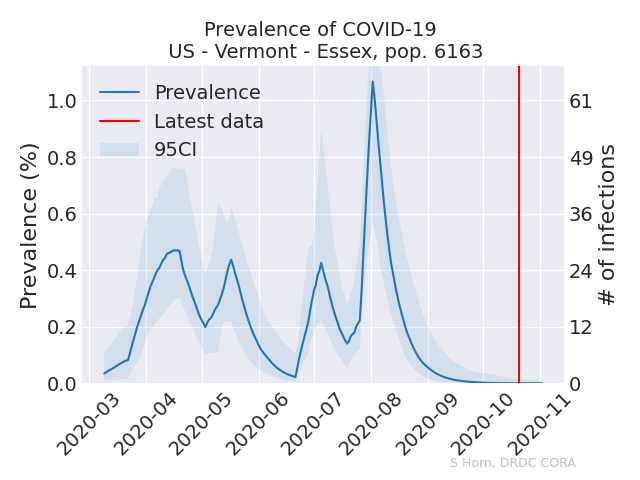 Prevalence of COVID-19
US - Vermont - Essex, pop. 6163
Prevalence
Latest data
95CI
Prevalence (%)
1.0
0.8
0.6
0.4
0.2
0.0
61
49
36
24
12
0
# of infections
2020-03
2020-04
2020-05
2020-06
2020-07
2020-08
2020-09
2020-10
2020-11
S Horn, DRDC CORA